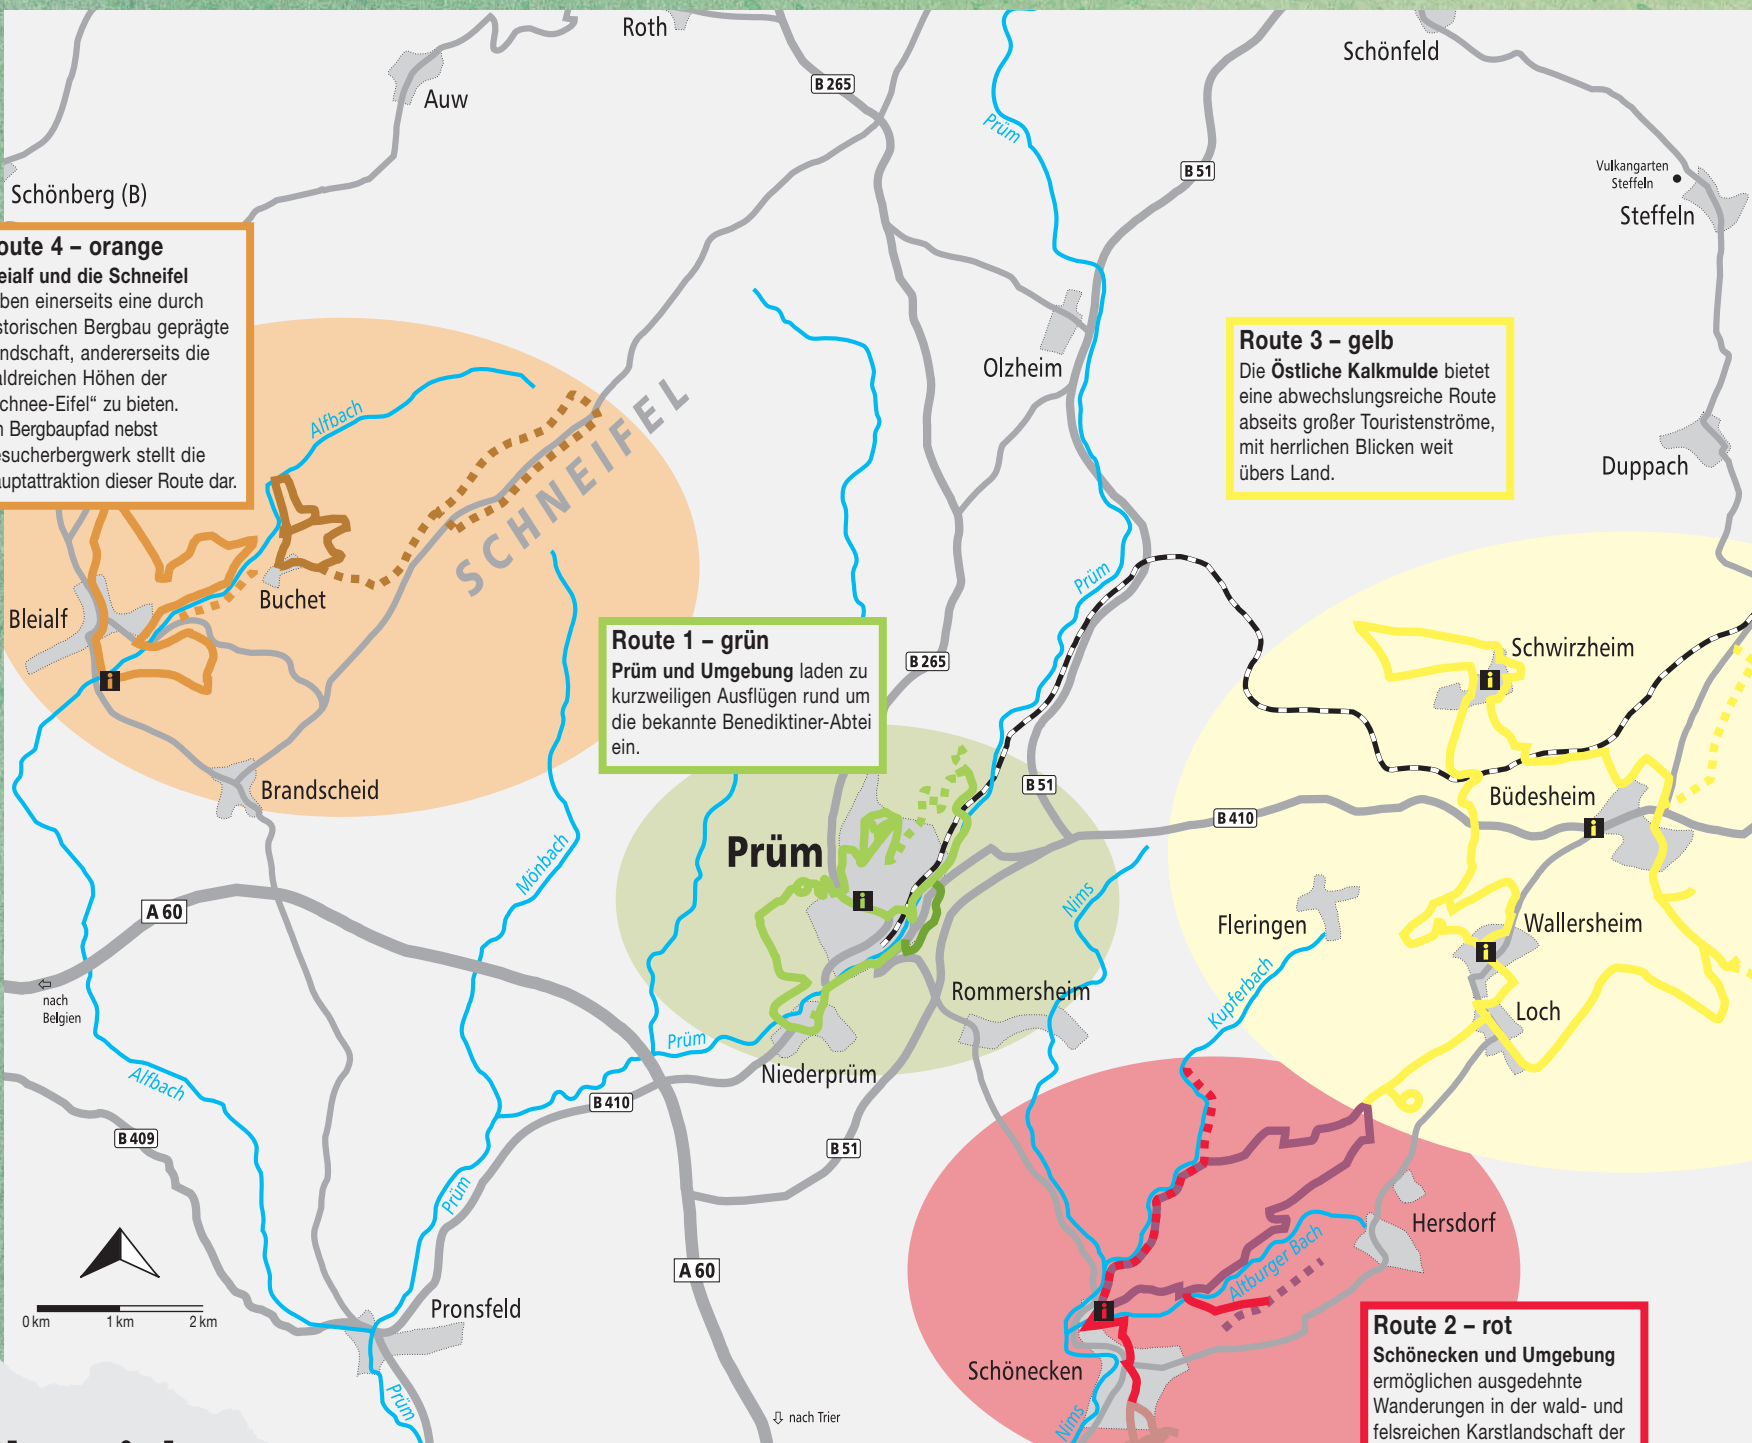 Roth
Schönfeld
Auw
B 265
Prüm
B 51
Vulkangarten
Steffeln
Steffeln
Schönberg (B)
oute 4 – orange
eialf und die Schneifel
ben einerseits eine durch
storischen Bergbau geprägte
ndschaft, andererseits die
aldreichen Höhen der
chnee-Eifel“ zu bieten.
n Bergbaupfad nebst
esucherbergwerk stellt die
auptattraktion dieser Route dar.
Olzheim
Route 3 – gelb
Die Östliche Kalkmulde bietet
eine abwechslungsreiche Route
abseits großer Touristenströme,
mit herrlichen Blicken weit
übers Land.
Alfbach
SCHNEIFEL
Duppach
Prüm
Buchet
Bleialf
i
Route 1 – grün
Prüm und Umgebung laden zu
kurzweiligen Ausflügen rund um
die bekannte Benediktiner-Abtei
ein.
B 265
Schwirzheim
i
Brandscheid
B 51
Büdesheim
B 410
i
Prüm
i
Mönbach
Nims
A 60
Fleringen
Wallersheim
i
nach
Belgien
Rommersheim
Kupferbach
Loch
Prüm
Niederprüm
Alfbach
B 410
B 409
B 51
Prüm
Hersdorf
Altburger Bach
A 60
i
0 km
1 km
2 km
Pronsfeld
Schönecken
Route 2 – rot
Schönecken und Umgebung
ermöglichen ausgedehnte
Wanderungen in der wald- und
felsreichen Karstlandschaft der
Prüm
nach Trier
Nims